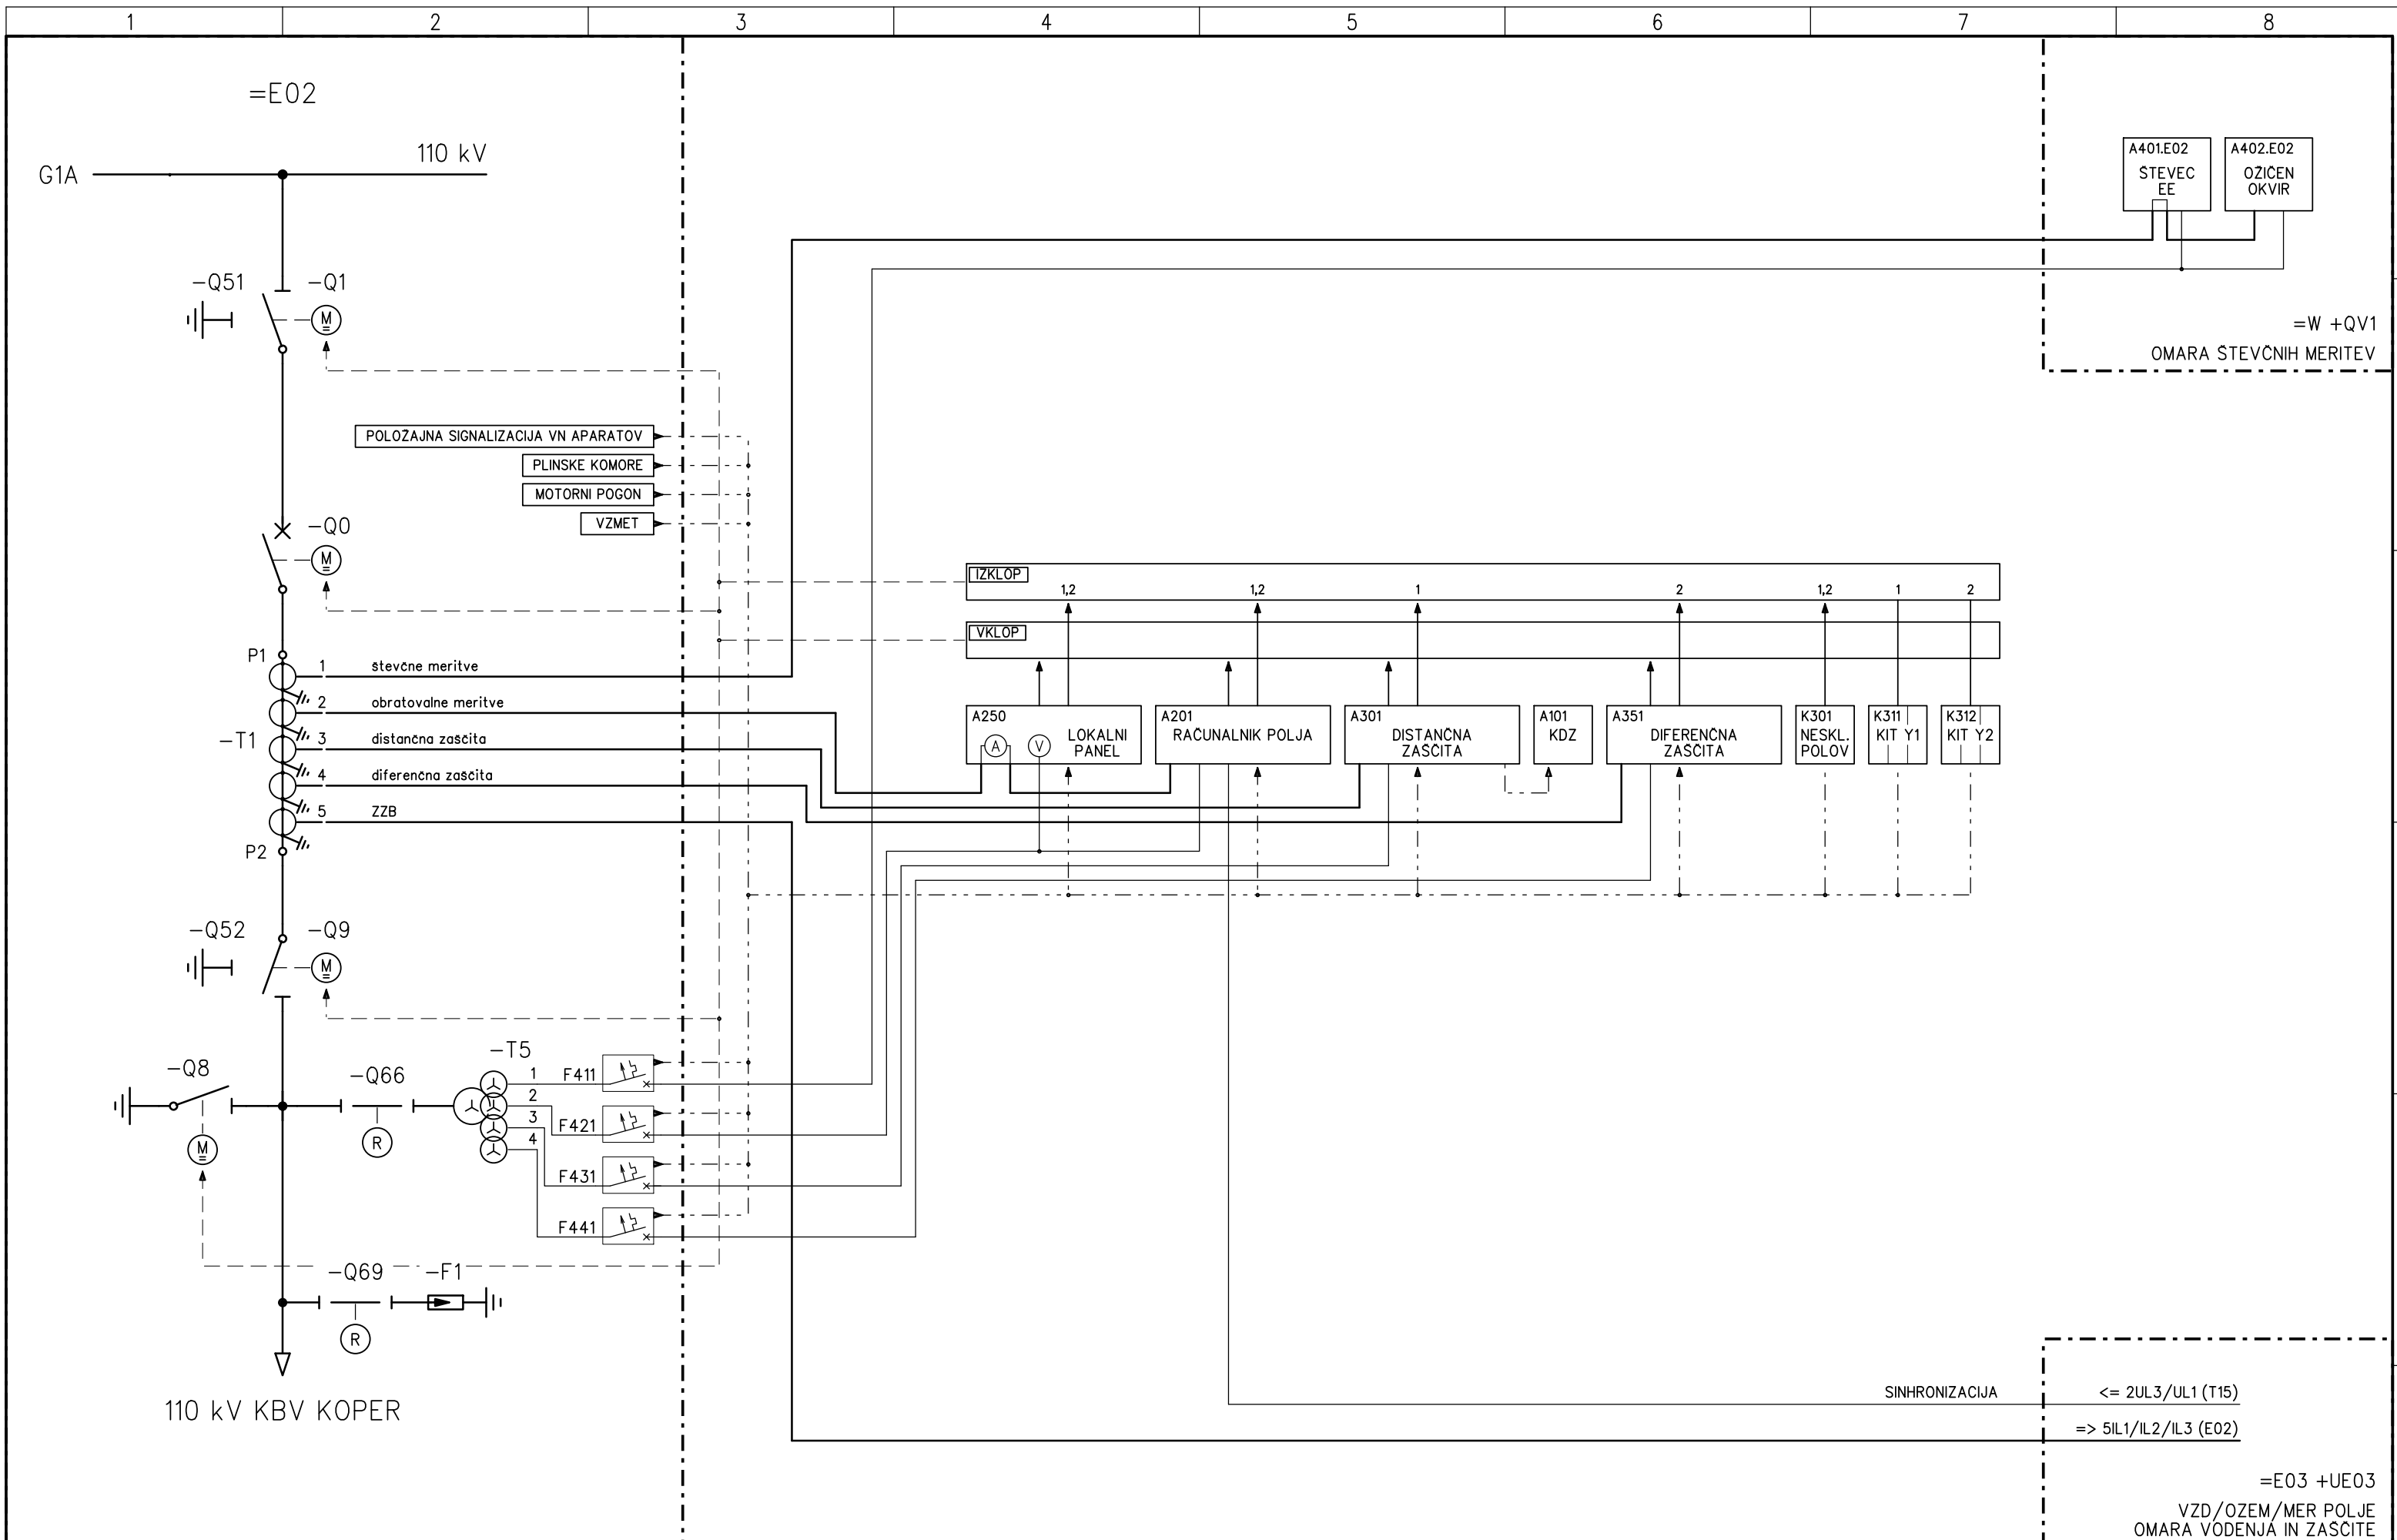 1 2 3 4 5 6 7 8
=E02
110 kV
G1A
A401.E02
ŠTEVEC
EE
A402.E02
OŽIČEN
OKVIR
=W +QV1
OMARA ŠTEVČNIH MERITEV
-Q51
-Q1
M
POLOŽAJNA SIGNALIZACIJA VN APARATOV
PLINSKE KOMORE
MOTORNI POGON
VZMET
-Q0
M
IZKLOP
1,2 1,2 1 2 1,2 1 2
VKLOP
P1
1 števčne meritve
2 obratovalne meritve
-T1
3 distančna zaščita
4 diferenčna zaščita
5 ZZB
P2
A250
A
V
LOKALNI
PANEL
A201
RAČUNALNIK POLJA
A301
DISTANČNA
ZAŠČITA
A101
KDZ
A351
DIFERENČNA
ZAŠČITA
K301
NESKL.
POLOV
K311
KIT Y1
K312
KIT Y2
-Q52
-Q9
M
-Q8
M
-Q66
R
-T5
1 F411
2 F421
3 F431
4 F441
-Q69
R
-F1
110 kV KBV KOPER
SINHRONIZACIJA
<= 2UL3/UL1 (T15)
=> 5IL1/IL2/IL3 (E02)
=E03 +UE03
VZD/OZEM/MER POLJE
OMARA VODENJA IN ZAŠČITE